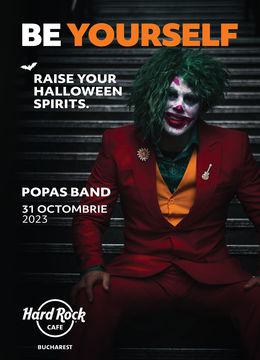 BE YOURSELF
RAISE YOUR
HALLOWEEN
SPIRITS.
POPAS BAND
31 OCTOMBRIE
2023
Hard Rock
CAFE
BUCHAREST